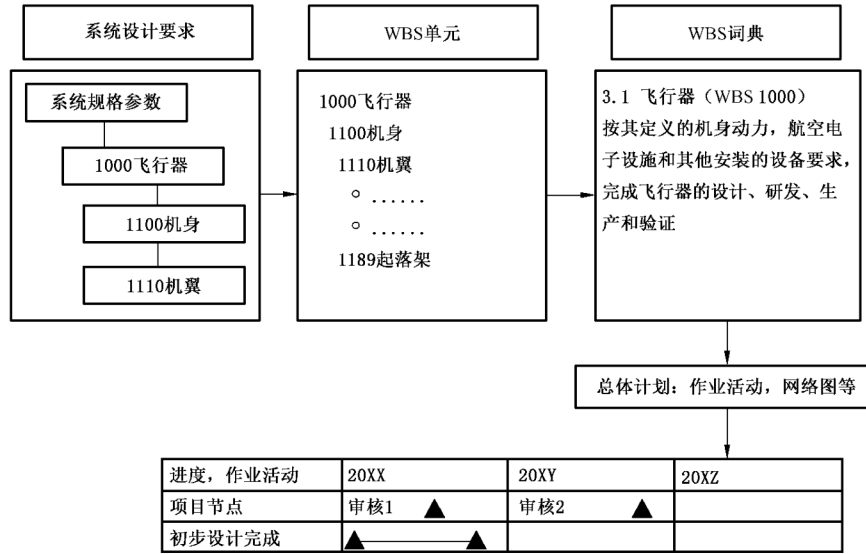 系统设计要求
WBS单元
WBS词典
系统规格参数
1000飞行器
1100机身
1110机翼
1000飞行器
1100机身
1110机翼
○ ......
○ ......
1189起落架
3.1 飞行器（WBS 1000）
按其定义的机身动力，航空电
子设施和其他安装的设备要求，
完成飞行器的设计、研发、生
产和验证
总体计划：作业活动，网络图等
进度，作业活动 20XX 20XY 20XZ
项目节点 审核1 审核2
初步设计完成